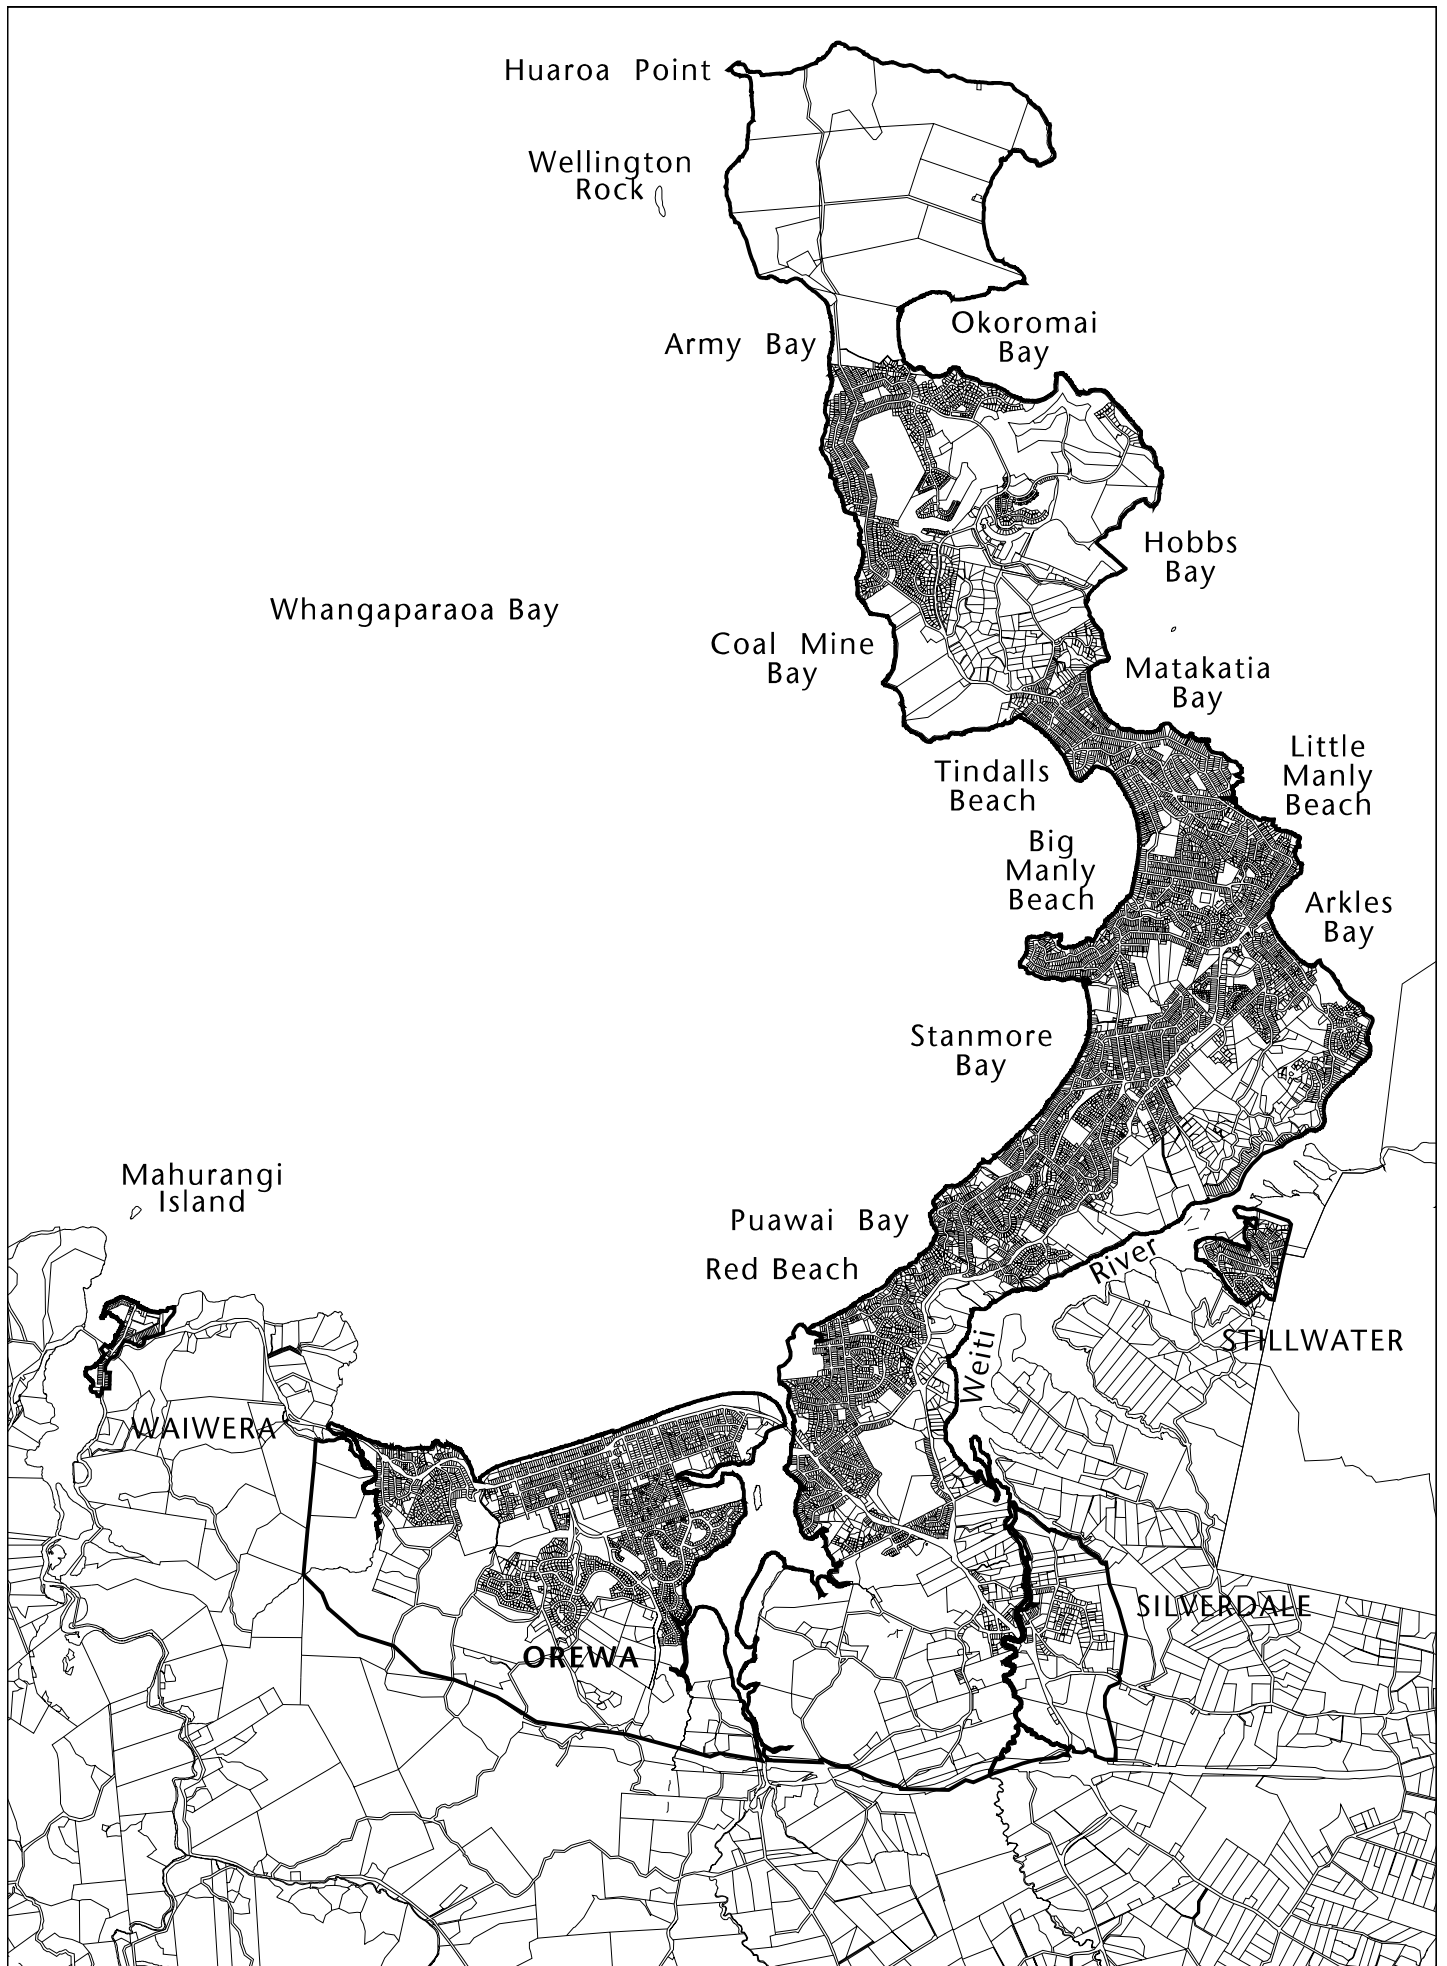 Huaroa Point
Wellington
Rock
Okoromai
Bay
Army Bay
Hobbs
Bay
Whangaparaoa Bay
Coal Mine
Bay
Matakatia
Bay
Little
Manly
Beach
Tindalls
Beach
Big
Manly
Beach
Arkles
Bay
Stanmore
Bay
Mahurangi
Island
Puawai Bay
Red Beach
River
Weiti
STILLWATER
WAIWERA
SILVERDALE
OREWA